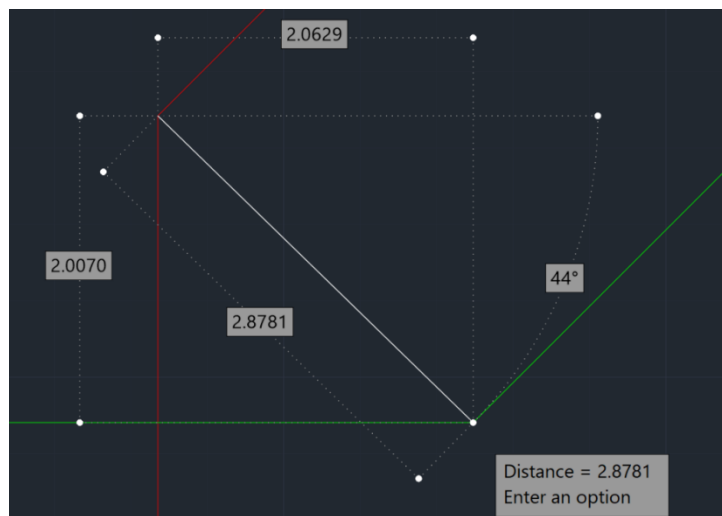 2.0629
2.0070
44°
2.8781
Distance = 2.8781
Enter an option